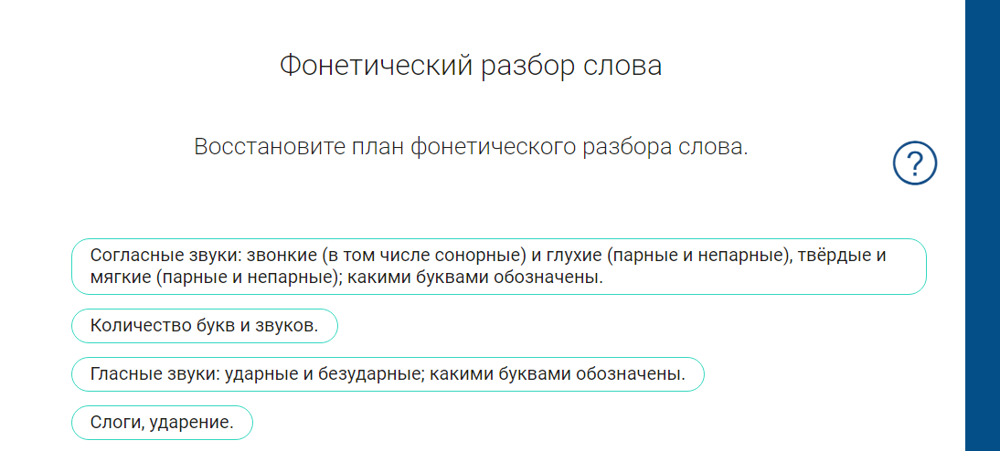 Фонетический разбор слова
Восстановите план фонетического разбора слова.
?
Согласные звуки: звонкие (в том числе сонорные) и глухие (парные и непарные), твёрдые и
мягкие (парные и непарные); какими буквами обозначены.
Количество букв и звуков.
Гласные звуки: ударные и безударные; какими буквами обозначены.
Слоги, ударение.